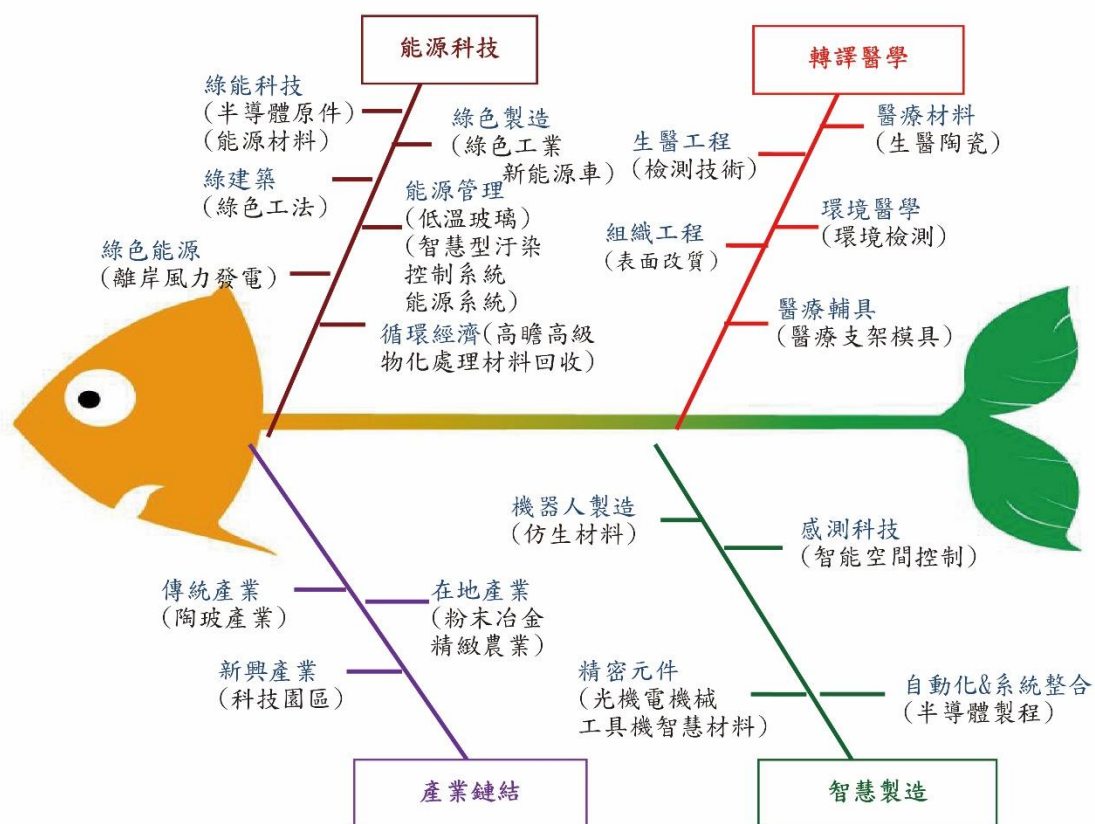 能源科技
綠能科技
(半導體原件)
(能源材料)
綠色製造
(綠色工業
新能源車)
綠建築
(綠色工法)
能源管理
(低溫玻璃)
(智慧型汙染
控制系統
能源系統)
綠色能源
(離岸風力發電)
循環經濟(高瞻高級
物化處理材料回收)
轉譯醫學
醫療材料
(生醫陶瓷)
生醫工程
(檢測技術)
環境醫學
(環境檢測)
組織工程
(表面改質)
醫療輔具
(醫療支架模具)
傳統產業
(陶玻產業)
在地產業
(粉末冶金
精緻農業)
新興產業
(科技園區)
產業鏈結
機器人製造
(仿生材料)
感測科技
(智能空間控制)
精密元件
(光機電機械
工具機智慧材料)
自動化&系統整合
(半導體製程)
智慧製造